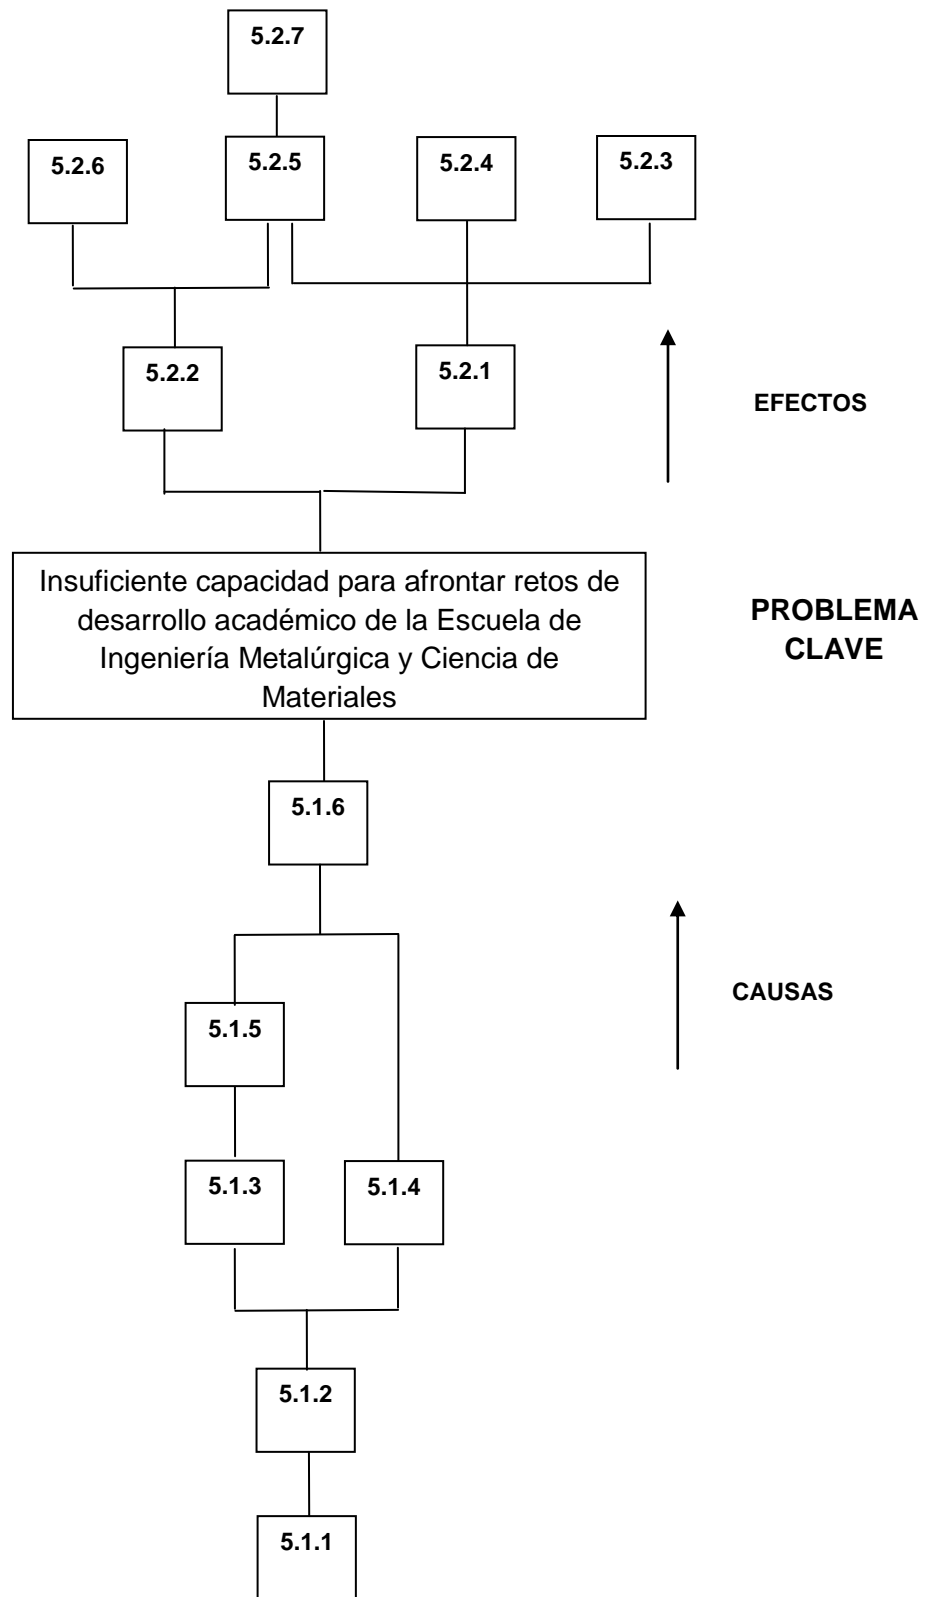 5.2.7
5.2.6
5.2.5
5.2.4
5.2.3
5.2.2
5.2.1
EFECTOS
Insuficiente capacidad para afrontar retos de
desarrollo académico de la Escuela de
Ingeniería Metalúrgica y Ciencia de
Materiales
PROBLEMA
CLAVE
5.1.6
CAUSAS
5.1.5
5.1.3
5.1.4
5.1.2
5.1.1